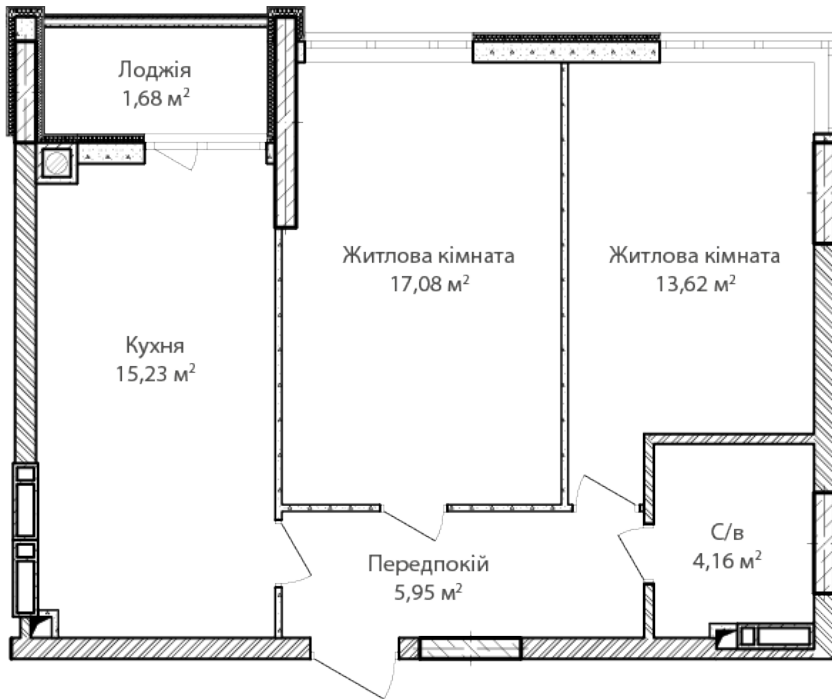 Лоджія
1,68 м²
Житлова кімната
17,08 м²
Житлова кімната
13,62 м²
Кухня
15,23 м²
С/в
4,16 м²
Передпокій
5,95 м²